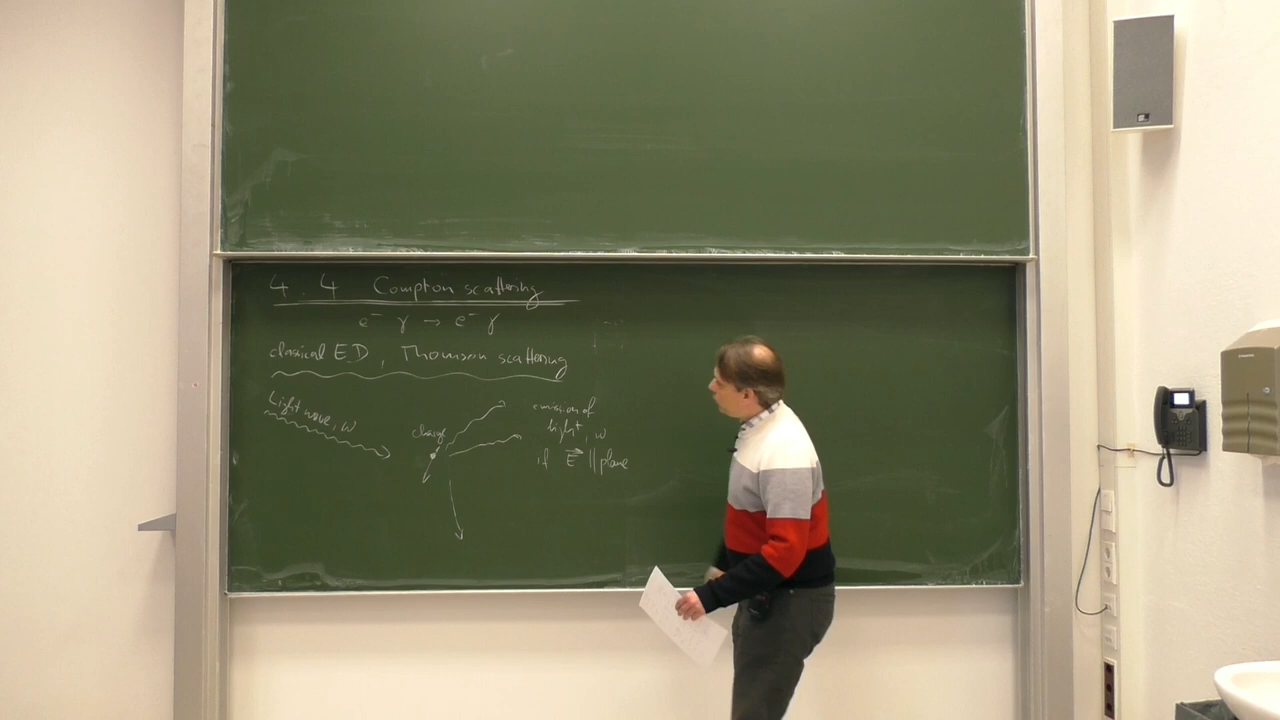 4.4 Compton scattering
e⁻ γ → e⁻ γ
classical ED, Thomson scattering
Light wave, ω
charge
emission of
light, ω
if E⃗ || plane